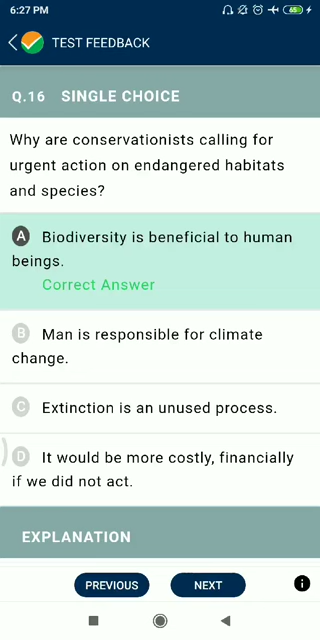 6:27 PM
65
TEST FEEDBACK
Q.16 SINGLE CHOICE
Why are conservationists calling for
urgent action on endangered habitats
and species?
A Biodiversity is beneficial to human
beings.
Correct Answer
B Man is responsible for climate
change.
C Extinction is an unused process.
D It would be more costly, financially
if we did not act.
EXPLANATION
PREVIOUS NEXT